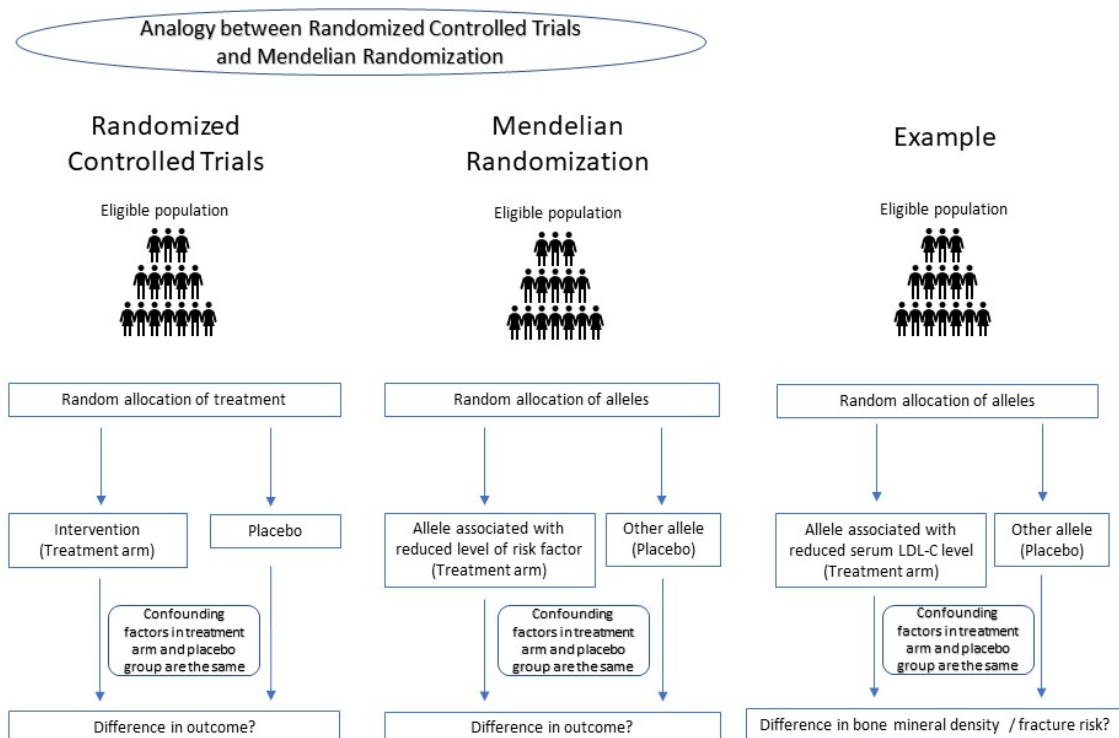 Analogy between Randomized Controlled Trials
and Mendelian Randomization
Randomized
Controlled Trials
Eligible population
Random allocation of treatment
Intervention
(Treatment arm)
Placebo
Confounding
factors in treatment
arm and placebo
group are the same
Difference in outcome?
Mendelian
Randomization
Eligible population
Random allocation of alleles
Allele associated with
reduced level of risk factor
(Treatment arm)
Other allele
(Placebo)
Confounding
factors in treatment
arm and placebo
group are the same
Difference in outcome?
Example
Eligible population
Random allocation of alleles
Allele associated with
reduced serum LDL-C level
(Treatment arm)
Other allele
(Placebo)
Confounding
factors in treatment
arm and placebo
group are the same
Difference in bone mineral density / fracture risk?